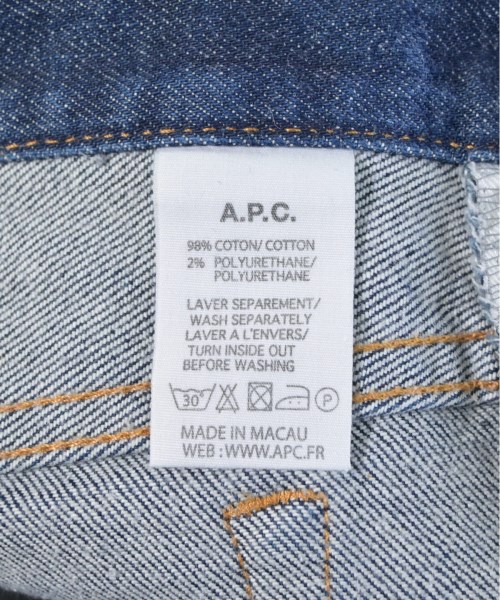 A.P.C.
98% COTON/ COTTON
2% POLYURETHANE/
POLYURETHANE
LAVER SEPAREMENT/
WASH SEPARATELY
LAVER A L'ENVERS/
TURN INSIDE OUT
BEFORE WASHING
30° P
MADE IN MACAU
WEB : WWW.APC.FR